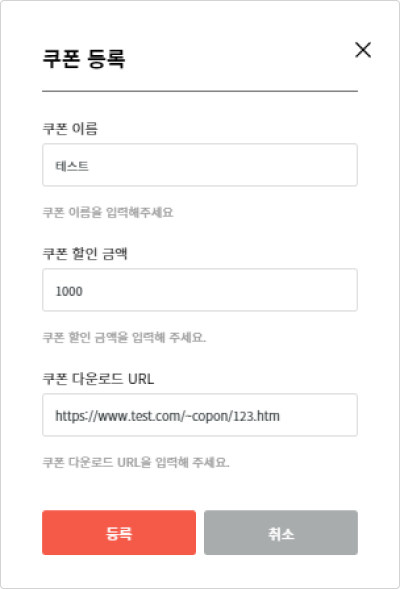 쿠폰 등록
쿠폰 이름
테스트
쿠폰 이름을 입력해주세요
쿠폰 할인 금액
1000
쿠폰 할인 금액을 입력해 주세요.
쿠폰 다운로드 URL
https://www.test.com/~copon/123.htm
쿠폰 다운로드 URL을 입력해 주세요.
등록
취소